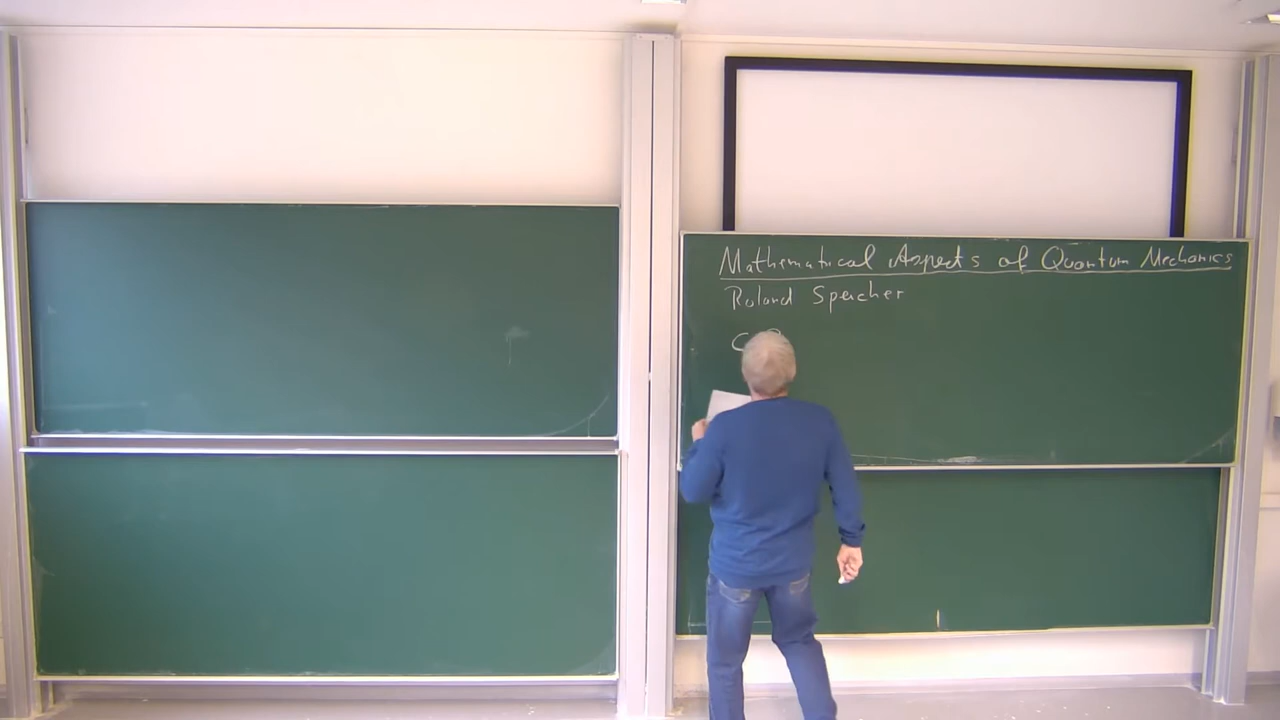 Mathematical Aspects of Quantum Mechanics
Roland Speicher